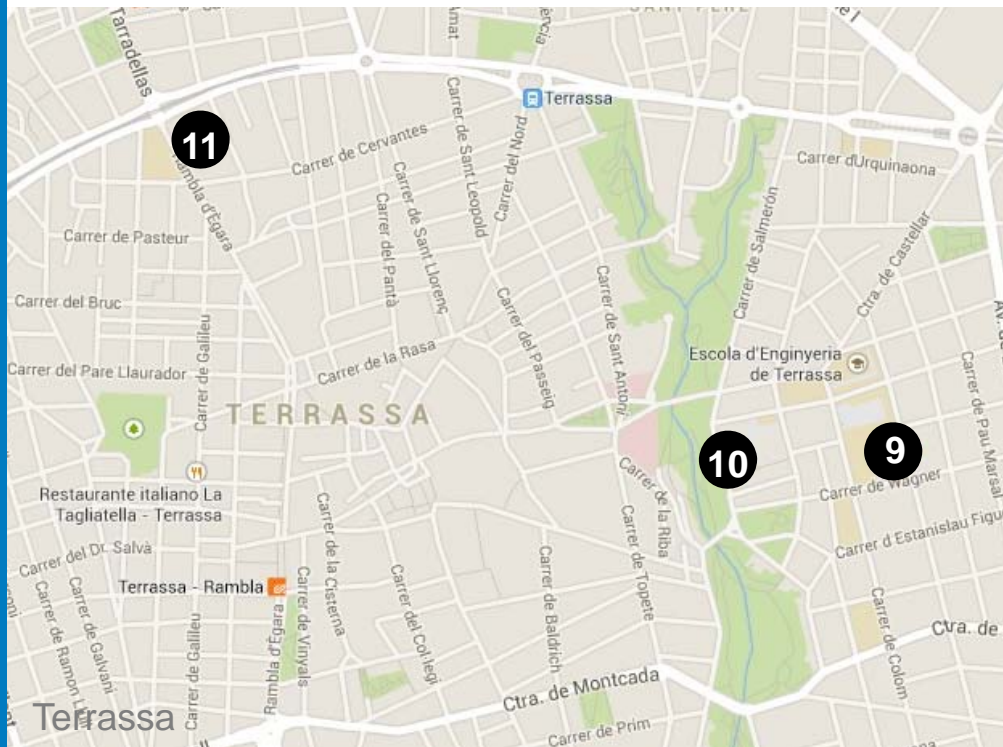 Tarradellas
Amat
SANT PERE
11
Terrassa
Carrer de Cervantes
Carrer de Sant Leopold
Carrer del Nord
Carrer d'Urquinaona
Rambla d'Ègara
Carrer de Pasteur
Carrer de Sant Llorenç
Carrer del Pantà
Carrer de Salmerón
Ctra. de Castellar
Carrer del Bruc
Carrer de Galileu
Carrer de la Rasa
Carrer del Passeig
Carrer de Sant Antoni
Escola d'Enginyeria
de Terrassa
Carrer del Pare Llaurador
TERRASSA
Carrer de Pau Marsal
10
9
Restaurante italiano La
Tagliatella - Terrassa
Carrer de Wagner
Carrer de la Riba
Carrer d'Estanislau Figu
Carrer del Dr. Salvà
Carrer de la Cisterna
Carrer de Topete
Terrassa - Rambla
Carrer de Galvani
Carrer de Ramon Llull
Carrer de Galileu
Rambla d'Ègara
Carrer de Vinyals
Carrer del Col·legi
Carrer de Baldrich
Carrer de Colom
Ctra. de
Ctra. de Montcada
Carrer de Prim
Terrassa